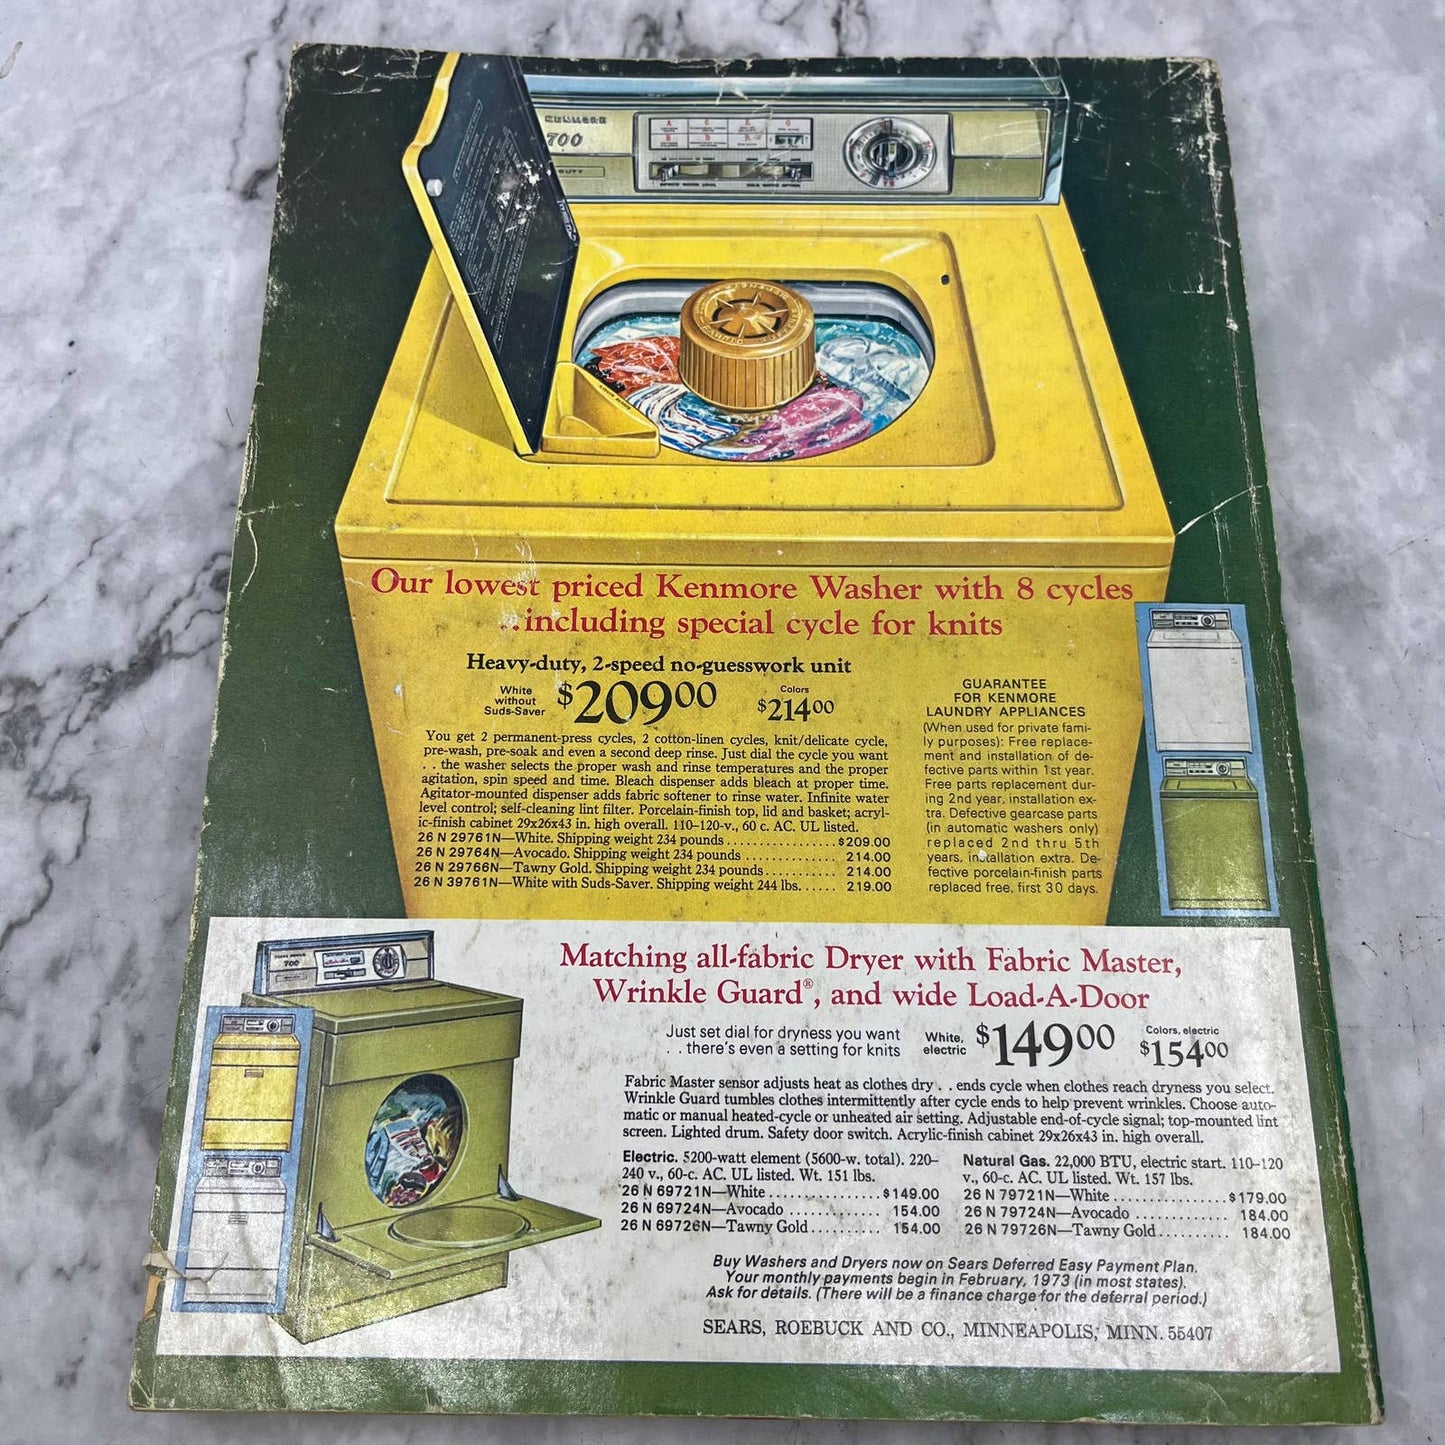 KENMORE
700
DUTY
Our lowest priced Kenmore Washer with 8 cycles
. . including special cycle for knits
Heavy-duty, 2-speed no-guesswork unit
White
without
Suds-Saver
$209.00
Colors
$214.00
You get 2 permanent-press cycles, 2 cotton-linen cycles, knit/delicate cycle,
pre-wash, pre-soak and even a second deep rinse. Just dial the cycle you want
. . the washer selects the proper wash and rinse temperatures and the proper
agitation, spin speed and time. Bleach dispenser adds bleach at proper time.
Agitator-mounted dispenser adds fabric softener to rinse water. Infinite water
level control; self-cleaning lint filter. Porcelain-finish top, lid and basket; acryl-
ic-finish cabinet 29x26x43 in. high overall. 110-120-v., 60 c. AC. UL listed.
26 N 29761N—White. Shipping weight 234 pounds . . . . . . . . . . . . . . . . . $209.00
26 N 29764N—Avocado. Shipping weight 234 pounds . . . . . . . . . . . . . . 214.00
26 N 29766N—Tawny Gold. Shipping weight 234 pounds . . . . . . . . . . . 214.00
26 N 39761N—White with Suds-Saver. Shipping weight 244 lbs. . . . . . 219.00
GUARANTEE
FOR KENMORE
LAUNDRY APPLIANCES
(When used for private fami-
ly purposes): Free replace-
ment and installation of de-
fective parts within 1st year.
Free parts replacement dur-
ing 2nd year, installation ex-
tra. Defective gearcase parts
(in automatic washers only)
replaced 2nd thru 5th
years, installation extra. De-
fective porcelain-finish parts
replaced free, first 30 days.
700
Matching all-fabric Dryer with Fabric Master,
Wrinkle Guard®, and wide Load-A-Door
Just set dial for dryness you want
. . there's even a setting for knits
White,
electric
$149.00
Colors, electric
$154.00
Fabric Master sensor adjusts heat as clothes dry . . ends cycle when clothes reach dryness you select.
Wrinkle Guard tumbles clothes intermittently after cycle ends to help prevent wrinkles. Choose auto-
matic or manual heated-cycle or unheated air setting. Adjustable end-of-cycle signal; top-mounted lint
screen. Lighted drum. Safety door switch. Acrylic-finish cabinet 29x26x43 in. high overall.
Electric. 5200-watt element (5600-w. total). 220-
240 v., 60-c. AC. UL listed. Wt. 151 lbs.
26 N 69721N—White . . . . . . . . . . . . . . . $149.00
26 N 69724N—Avocado . . . . . . . . . . . . 154.00
26 N 69726N—Tawny Gold . . . . . . . . . . 154.00
Natural Gas. 22,000 BTU, electric start. 110-120
v., 60-c. AC. UL listed. Wt. 157 lbs.
26 N 79721N—White . . . . . . . . . . . . . . . $179.00
26 N 79724N—Avocado . . . . . . . . . . . . 184.00
26 N 79726N—Tawny Gold . . . . . . . . . . 184.00
Buy Washers and Dryers now on Sears Deferred Easy Payment Plan.
Your monthly payments begin in February, 1973 (in most states).
Ask for details. (There will be a finance charge for the deferral period.)
SEARS, ROEBUCK AND CO., MINNEAPOLIS, MINN. 55407